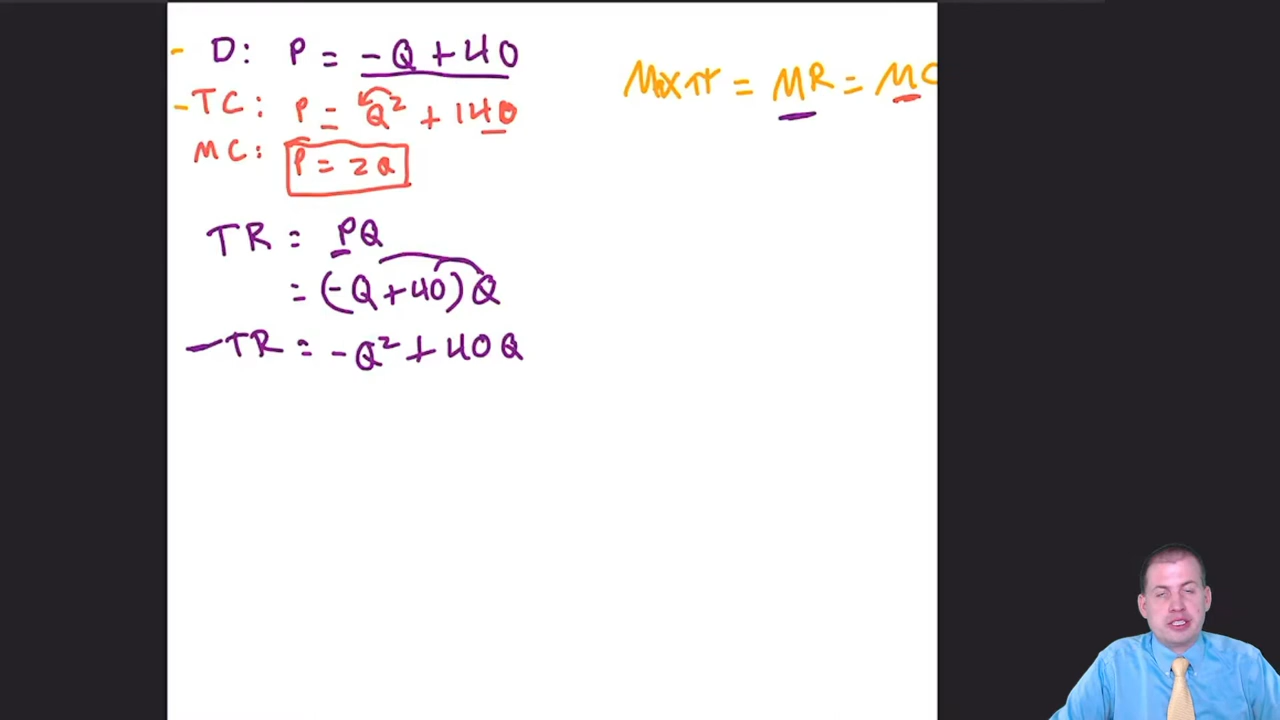 - D: P = -Q + 40
- TC: P = Q² + 140
MC: P = 2Q
Max π = MR = MC
TR = PQ
= (-Q + 40) Q
- TR = -Q² + 40Q